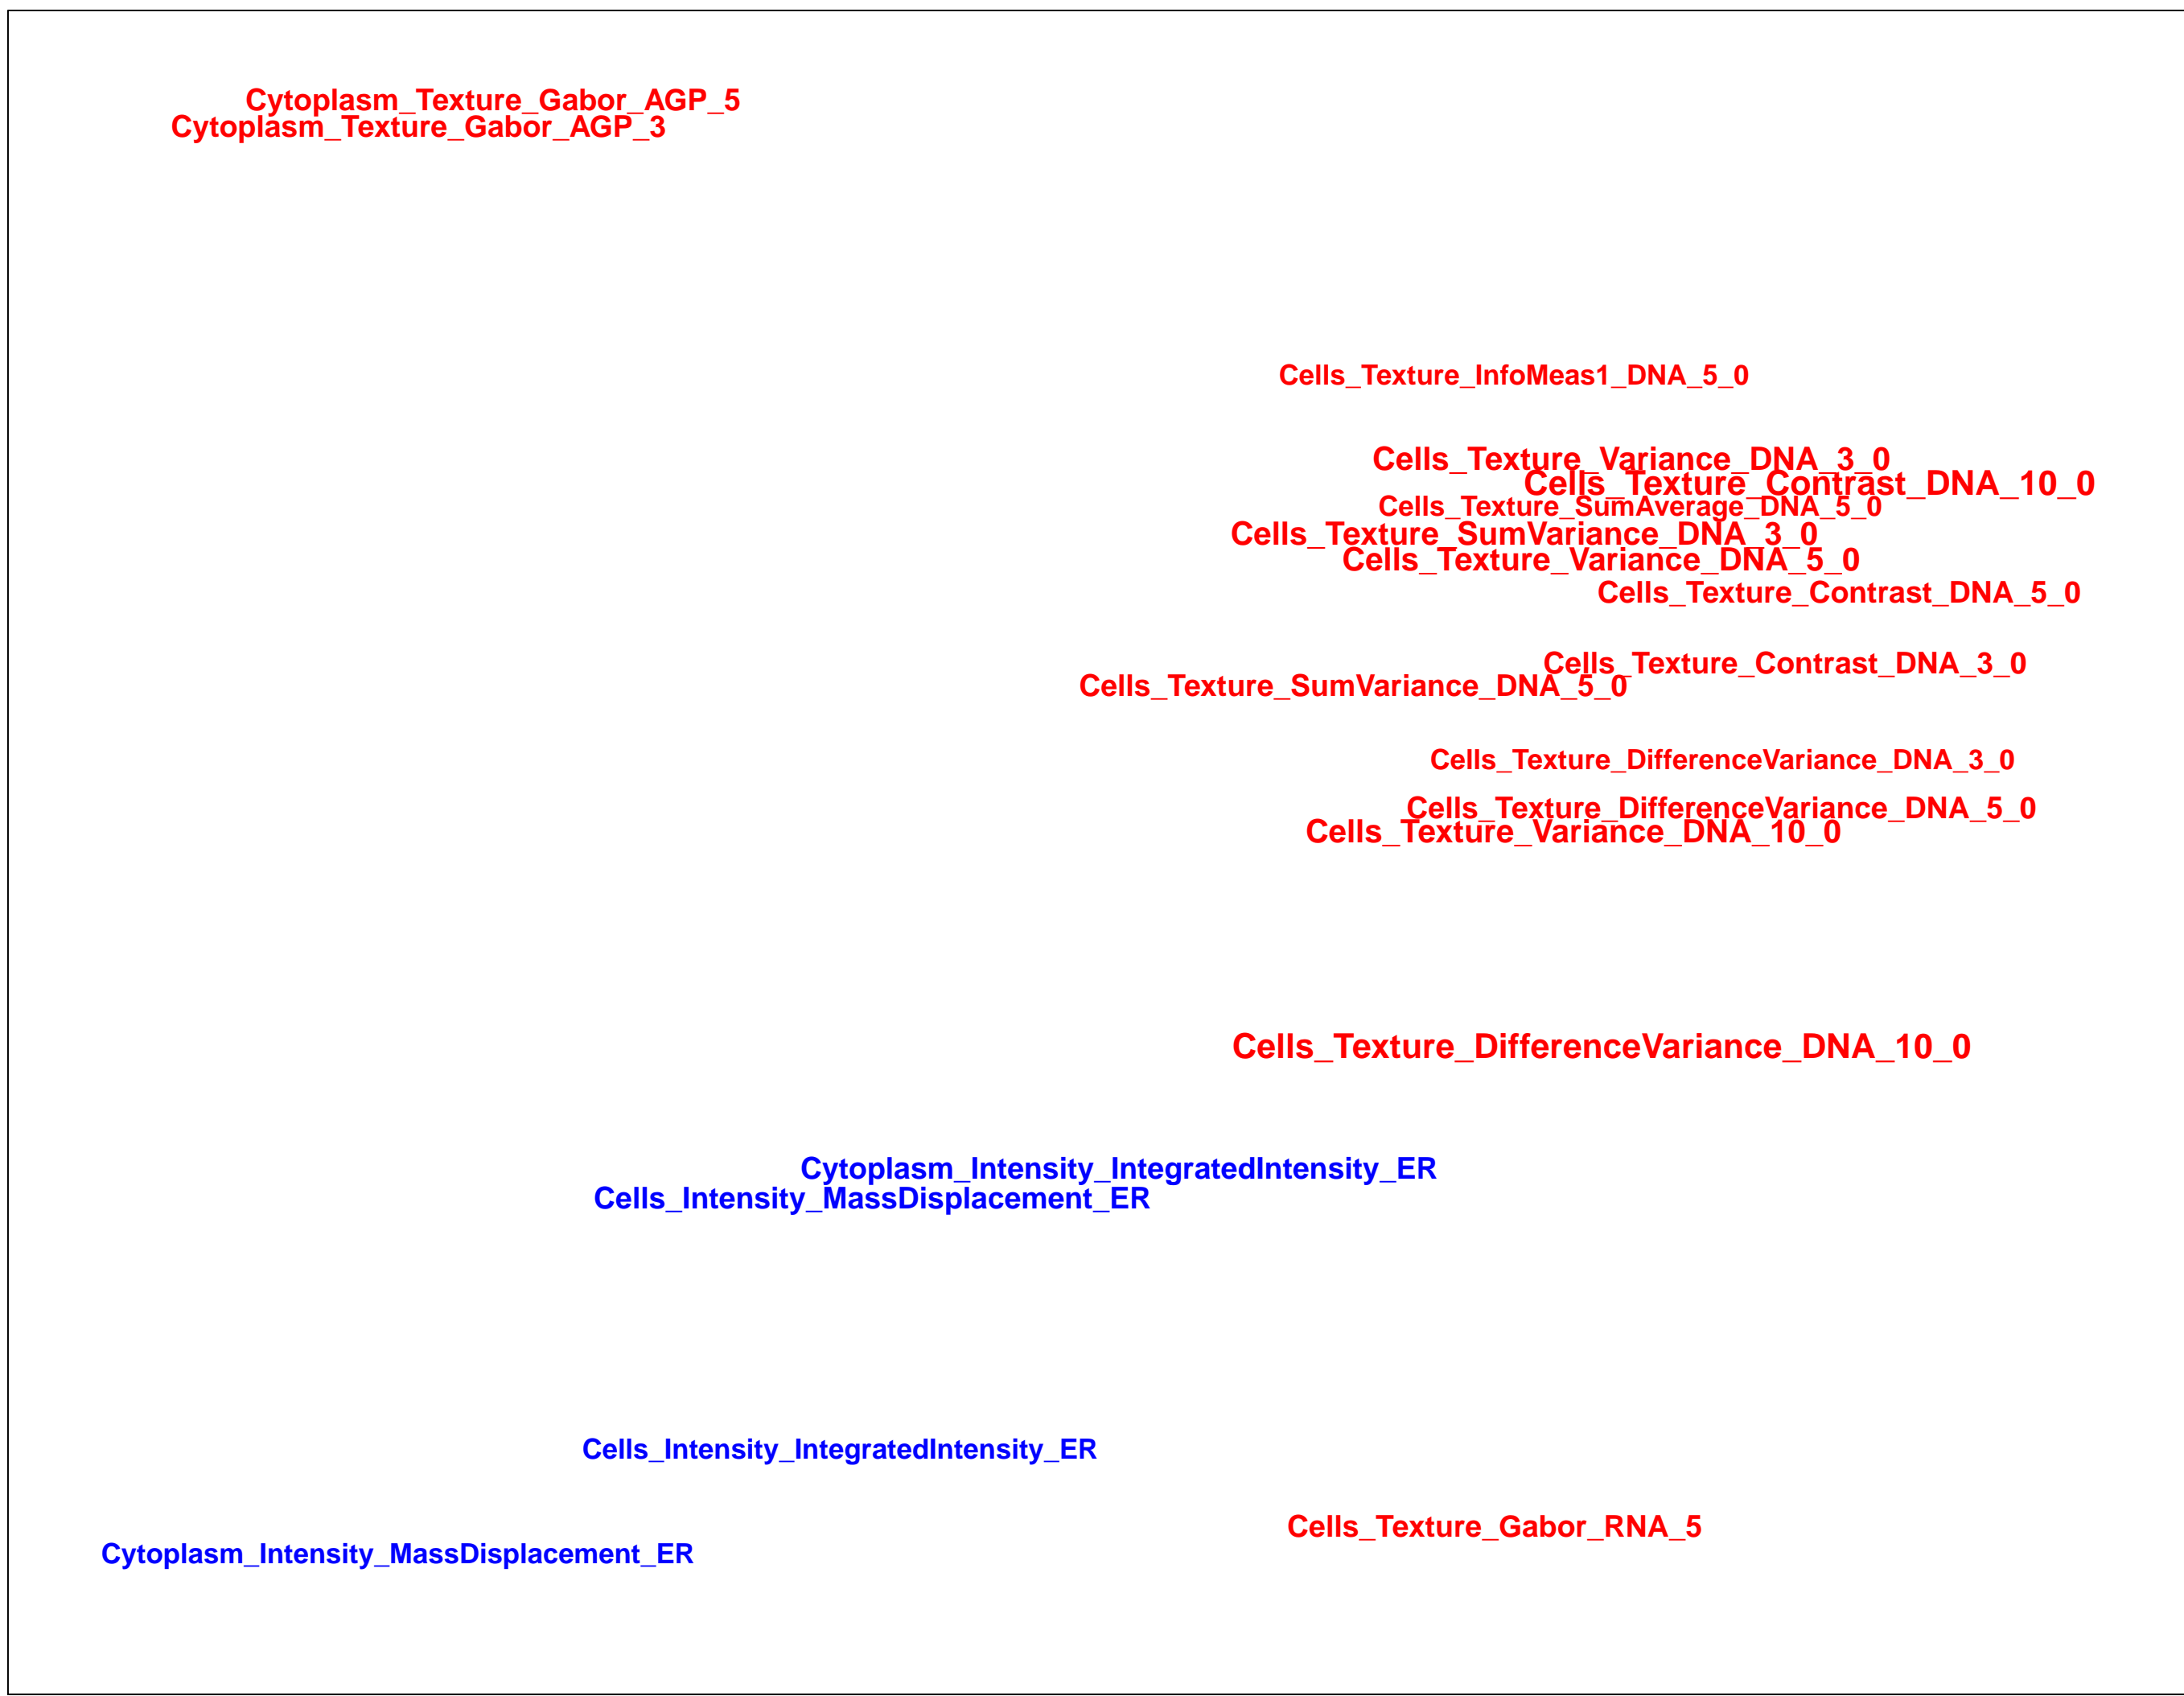 Cytoplasm_Texture_Gabor_AGP_5
Cytoplasm_Texture_Gabor_AGP_3
Cells_Texture_InfoMeas1_DNA_5_0
Cells_Texture_Variance_DNA_3_0
Cells_Texture_Contrast_DNA_10_0
Cells_Texture_SumAverage_DNA_5_0
Cells_Texture_SumVariance_DNA_3_0
Cells_Texture_Variance_DNA_5_0
Cells_Texture_Contrast_DNA_5_0
Cells_Texture_Contrast_DNA_3_0
Cells_Texture_SumVariance_DNA_5_0
Cells_Texture_DifferenceVariance_DNA_3_0
Cells_Texture_DifferenceVariance_DNA_5_0
Cells_Texture_Variance_DNA_10_0
Cells_Texture_DifferenceVariance_DNA_10_0
Cytoplasm_Intensity_IntegratedIntensity_ER
Cells_Intensity_MassDisplacement_ER
Cells_Intensity_IntegratedIntensity_ER
Cells_Texture_Gabor_RNA_5
Cytoplasm_Intensity_MassDisplacement_ER